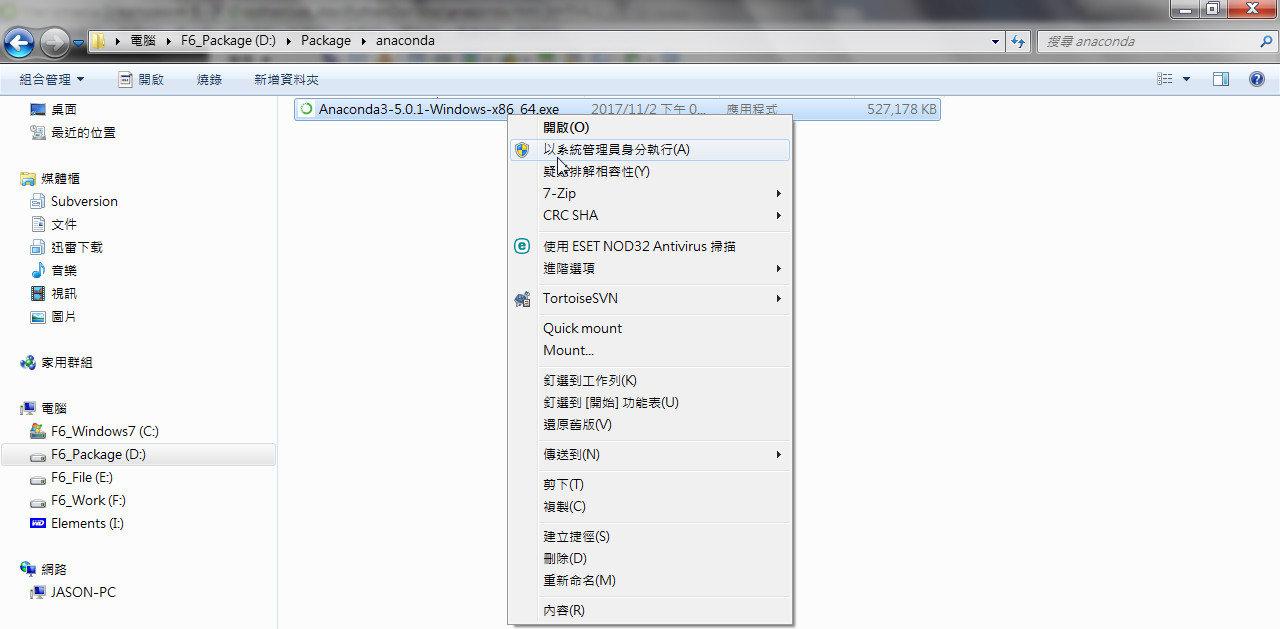 電腦 F6_Package (D:) Package anaconda
搜尋 anaconda
組合管理 開啟 燒錄 新增資料夾
桌面
最近的位置
媒體櫃
Subversion
文件
迅雷下載
音樂
視訊
圖片
家用群組
電腦
F6_Windows7 (C:)
F6_Package (D:)
F6_File (E:)
F6_Work (F:)
WD Elements (I:)
網路
JASON-PC
Anaconda3-5.0.1-Windows-x86_64.exe 2017/11/2 下午 0... 應用程式 527,178 KB
開啟(O)
以系統管理員身分執行(A)
疑難排解相容性(Y)
7-Zip
CRC SHA
使用 ESET NOD32 Antivirus 掃描
進階選項
TortoiseSVN
Quick mount
Mount...
釘選到工作列(K)
釘選到 [開始] 功能表(U)
還原舊版(V)
傳送到(N)
剪下(T)
複製(C)
建立捷徑(S)
刪除(D)
重新命名(M)
內容(R)